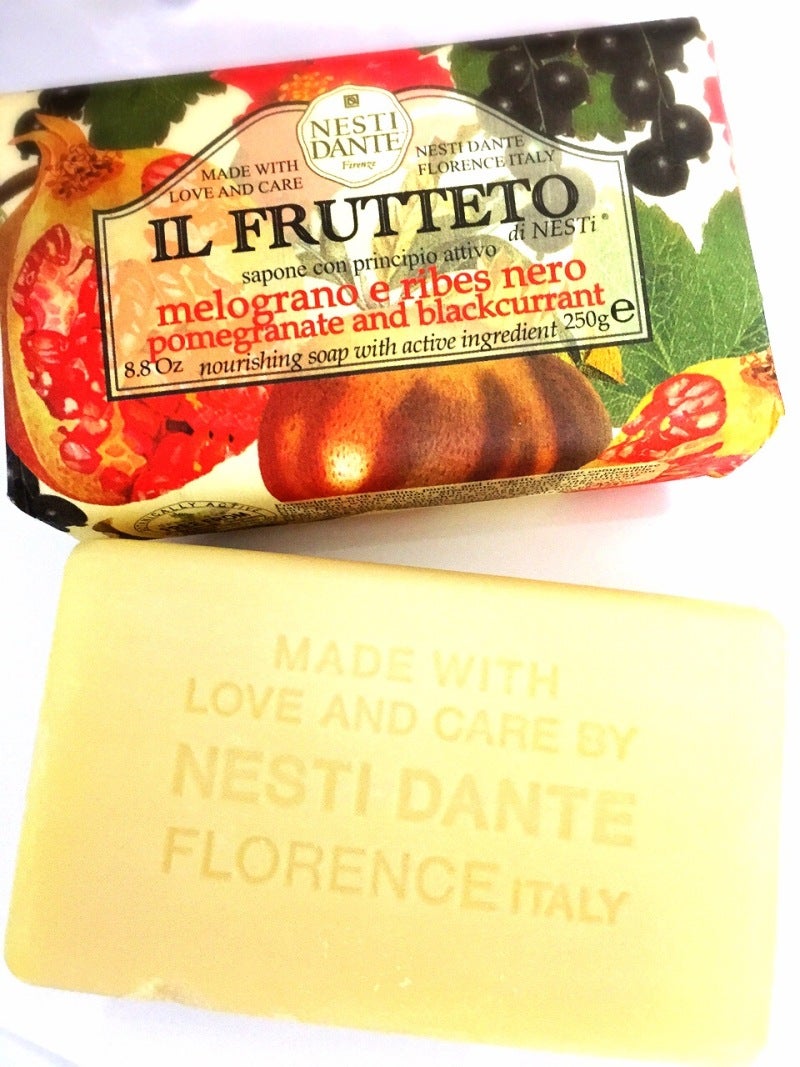 NESTI
DANTE
Firenze
MADE WITH
LOVE AND CARE
NESTI DANTE
FLORENCE ITALY
IL FRUTTETO
di NESTi ®
sapone con principio attivo
melograno e ribes nero
pomegranate and blackcurrant
8.8 Oz nourishing soap with active ingredient 250g e
MADE WITH
LOVE AND CARE BY
NESTI DANTE
FLORENCE ITALY